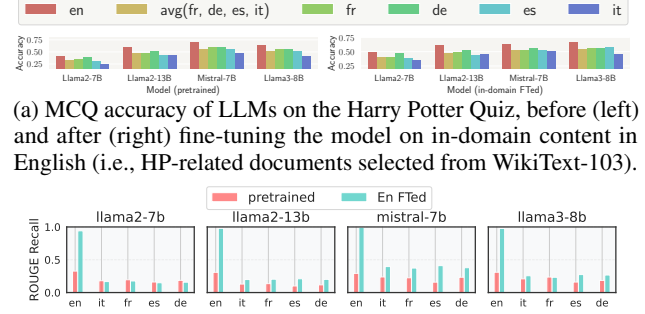 en avg(fr, de, es, it) fr de es it
Accuracy 0.75 0.50 0.25 Llama2-7B Llama2-13B Mistral-7B Llama3-8B
Model (pretrained)
Accuracy 0.75 0.50 0.25 Llama2-7B Llama2-13B Mistral-7B Llama3-8B
Model (in-domain FTed)
(a) MCQ accuracy of LLMs on the Harry Potter Quiz, before (left)
and after (right) fine-tuning the model on in-domain content in
English (i.e., HP-related documents selected from WikiText-103).
pretrained En FTed
llama2-7b llama2-13b mistral-7b llama3-8b
ROUGE Recall
1.0
0.5
0.0
en it fr es de en it fr es de en it fr es de en it fr es de